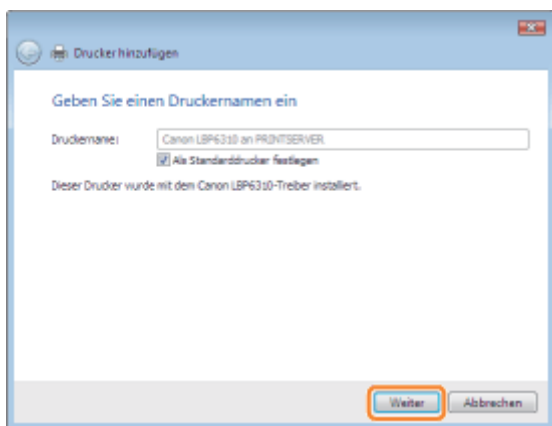 Drucker hinzufügen
Geben Sie einen Druckernamen ein
Druckername: Canon LBP6310 an PRINTSERVER
Als Standarddrucker festlegen
Dieser Drucker wurde mit dem Canon LBP6310-Treiber installiert.
Weiter Abbrechen